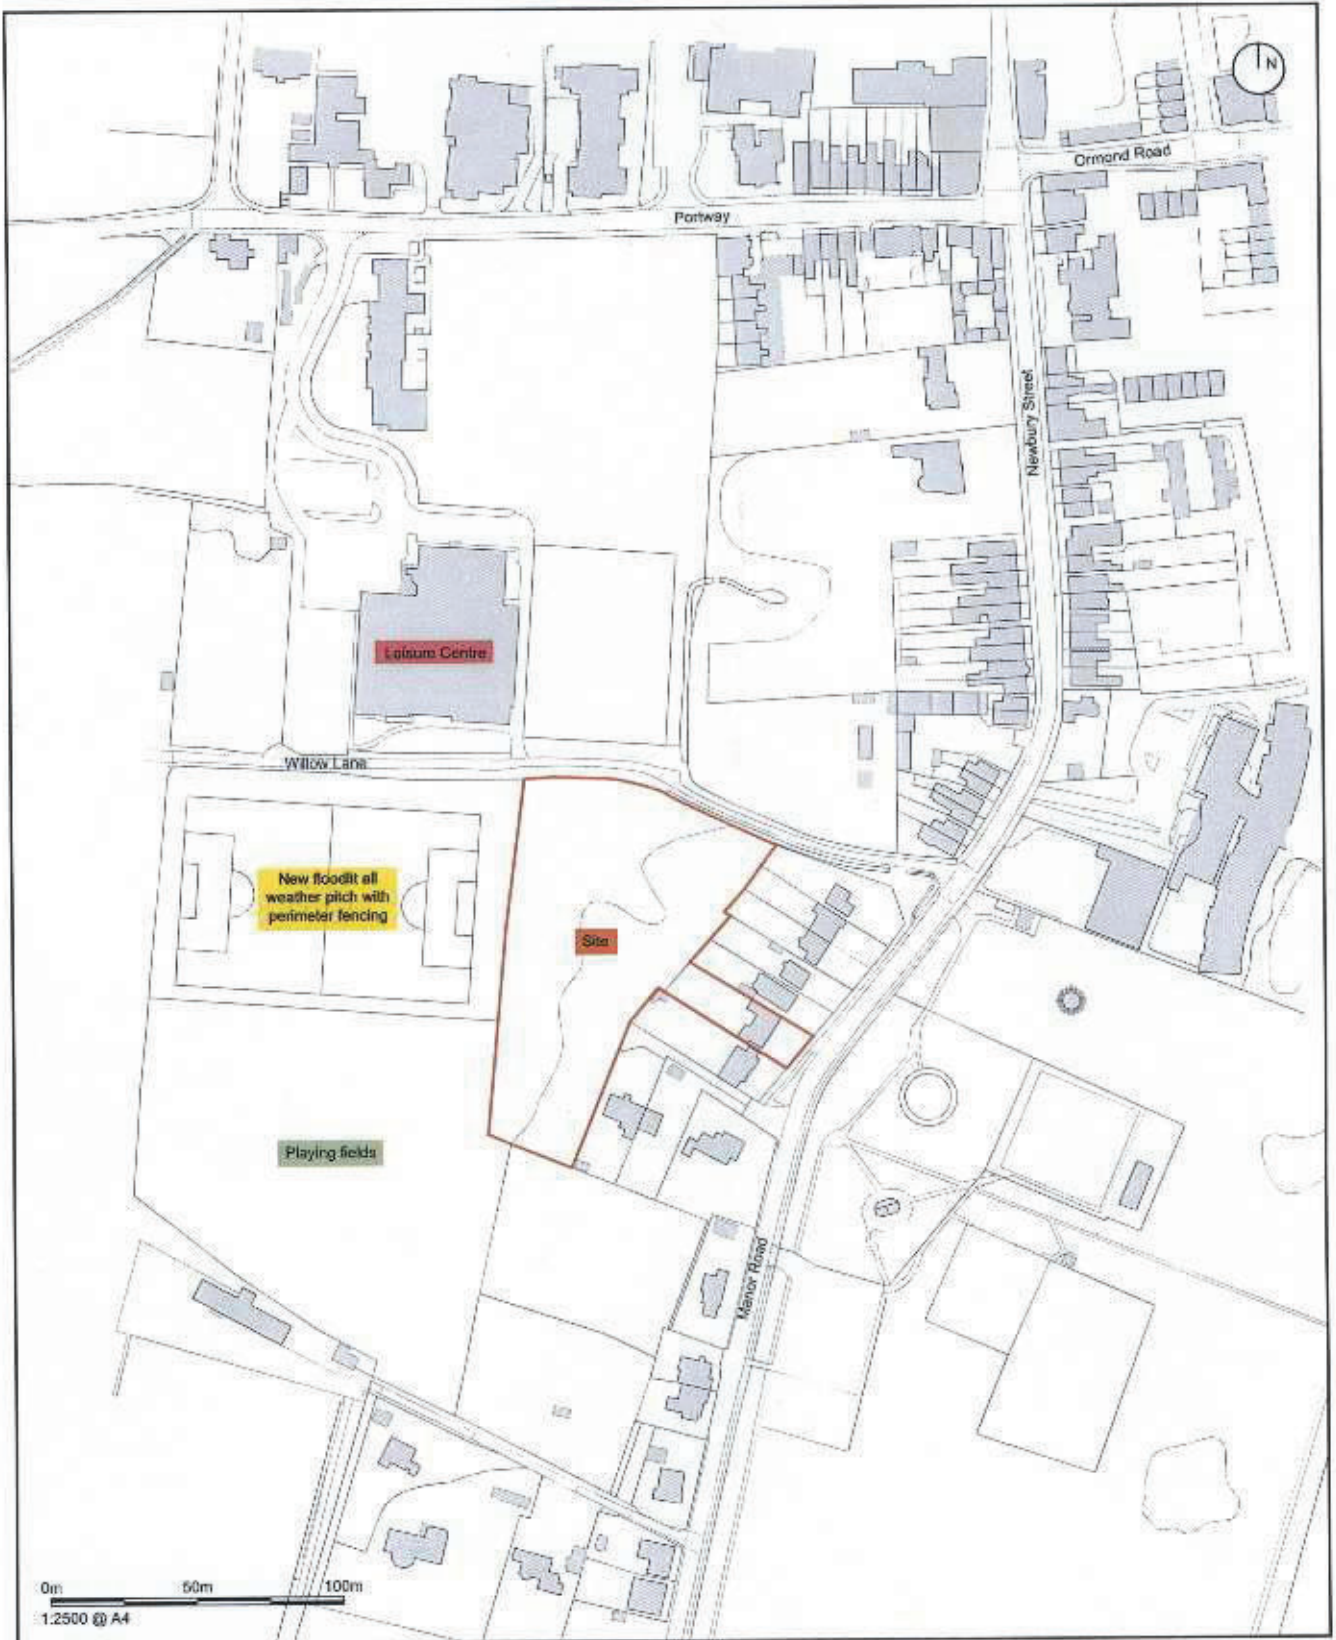 N
Ormond Road
Portway
Newbury Street
Leisure Centre
Willow Lane
New floodlit all
weather pitch with
perimeter fencing
Site
Playing fields
Manor Road
0m 50m 100m
1:2500 @ A4